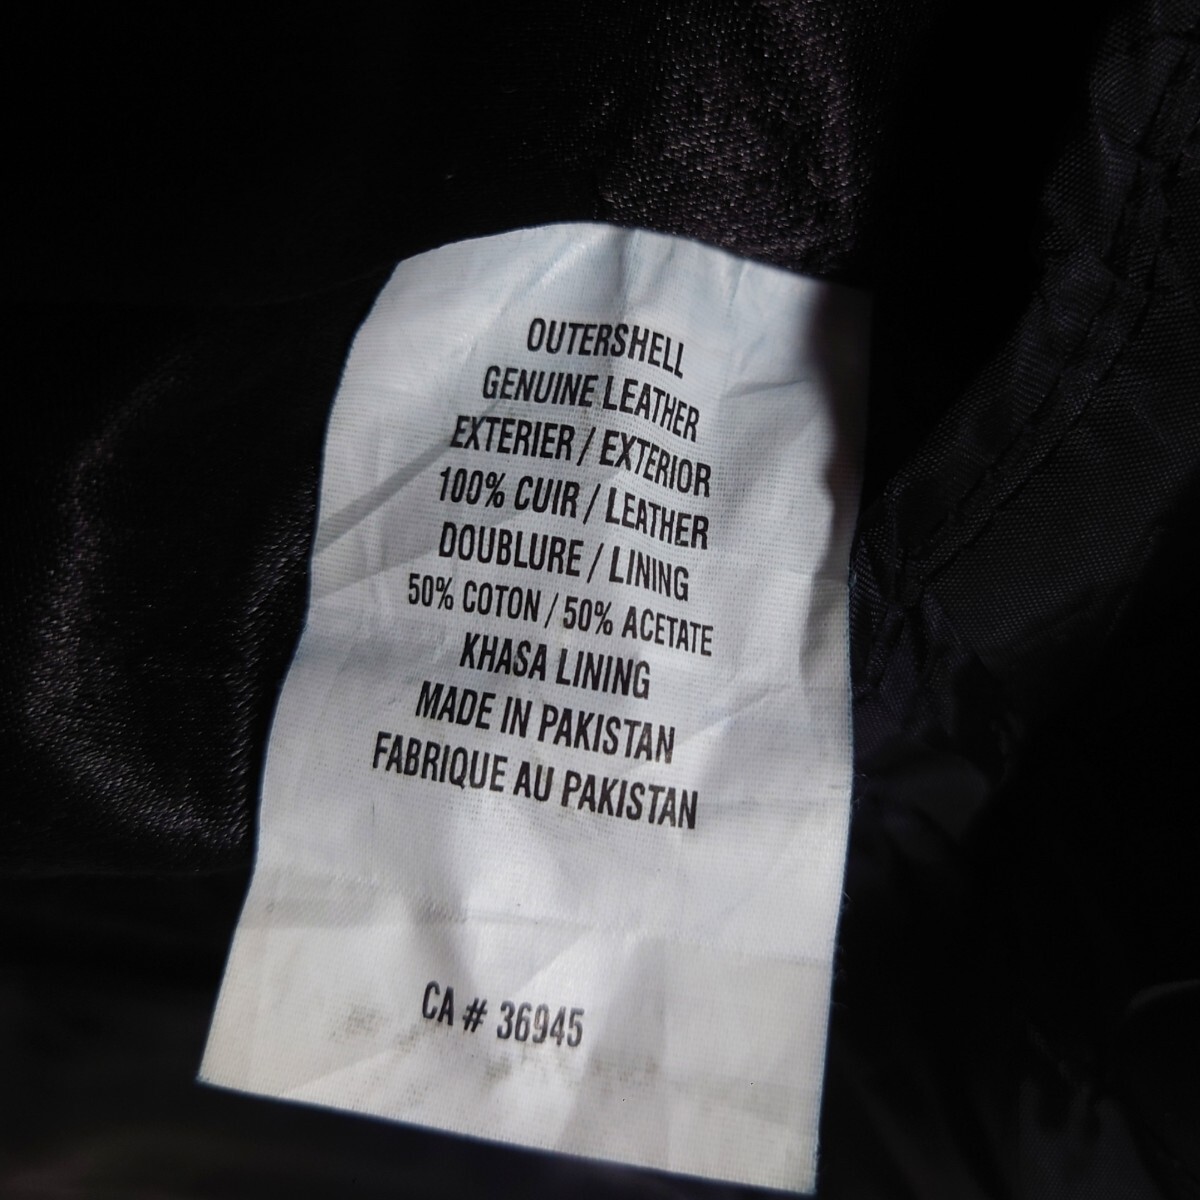 OUTERSHELL
GENUINE LEATHER
EXTERIER / EXTERIOR
100% CUIR / LEATHER
DOUBLURE / LINING
50% COTON / 50% ACETATE
KHASA LINING
MADE IN PAKISTAN
FABRIQUE AU PAKISTAN
CA # 36945